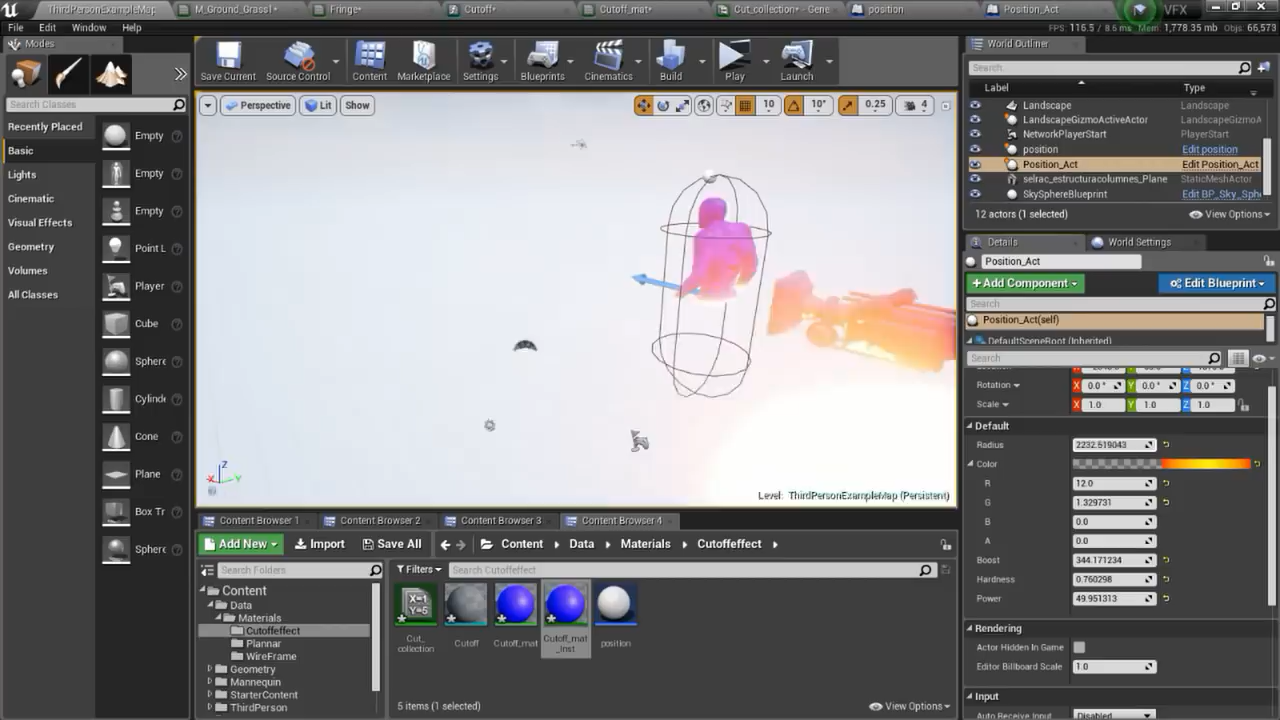 ThirdPersonExampleMap
M_Ground_Grass1*
Fringe*
Cutoff*
Cutoff_mat*
Cut_collection* - Gene
position
Position_Act
VFX
File Edit Window Help
FPS: 116.5 / 8.6 ms Mem: 1,778.35 mb Objs: 66,573
Modes
Save Current
Source Control
Content
Marketplace
Settings
Blueprints
Cinematics
Build
Play
Launch
Search Classes
Recently Placed
Basic
Lights
Cinematic
Visual Effects
Geometry
Volumes
All Classes
Empty
Empty
Empty
Point L
Player
Cube
Sphere
Cylind
Cone
Plane
Box Tr
Sphere
Perspective
Lit
Show
10
10°
0.25
4
X
Y
Z
Level: ThirdPersonExampleMap (Persistent)
World Outliner
Search...
Label Type
Landscape Landscape
LandscapeGizmoActiveActor LandscapeGizmoA
NetworkPlayerStart PlayerStart
position Edit position
Position_Act Edit Position_Act
selrac_estructuracolumnes_Plane StaticMeshActor
SkySphereBlueprint Edit BP_Sky_Sph
12 actors (1 selected) View Options
Details World Settings
Position_Act
+Add Component Edit Blueprint
Search
Position_Act(self)
DefaultSceneRoot (Inherited)
Search
Rotation X 0.0 ° Y 0.0 ° Z 0.0 °
Scale X 1.0 Y 1.0 Z 1.0
Default
Radius 2232.519043
Color
R 12.0
G 1.329731
B 0.0
A 0.0
Boost 344.171234
Hardness 0.760298
Power 49.951313
Rendering
Actor Hidden In Game
Editor Billboard Scale 1.0
Input
Auto Receive Input Disabled
Content Browser 1
Content Browser 2
Content Browser 3
Content Browser 4
Add New Import Save All Content Data Materials Cutoffeffect
Search Folders
Filters
Search Cutoffeffect
Content
Data
Materials
Cutoffeffect
Plannar
WireFrame
Geometry
Mannequin
StarterContent
ThirdPerson
X=1
Y=5
Cut_
collection
Cutoff
Cutoff_mat
Cutoff_mat
_Inst
position
5 items (1 selected)
View Options